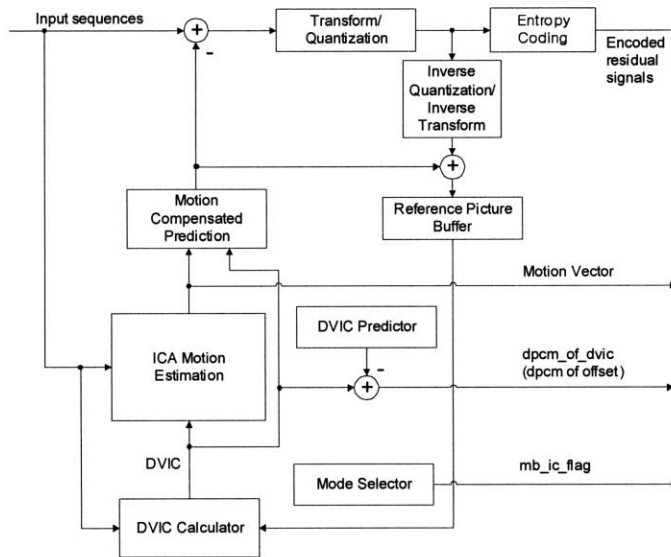 Input sequences
+
-
Transform/
Quantization
Entropy
Coding
Encoded
residual
signals
Inverse
Quantization/
Inverse
Transform
+
Motion
Compensated
Prediction
Reference Picture
Buffer
Motion Vector
ICA Motion
Estimation
DVIC Predictor
-
+
dpcm_of_dvic
(dpcm of offset)
DVIC
Mode Selector
mb_ic_flag
DVIC Calculator